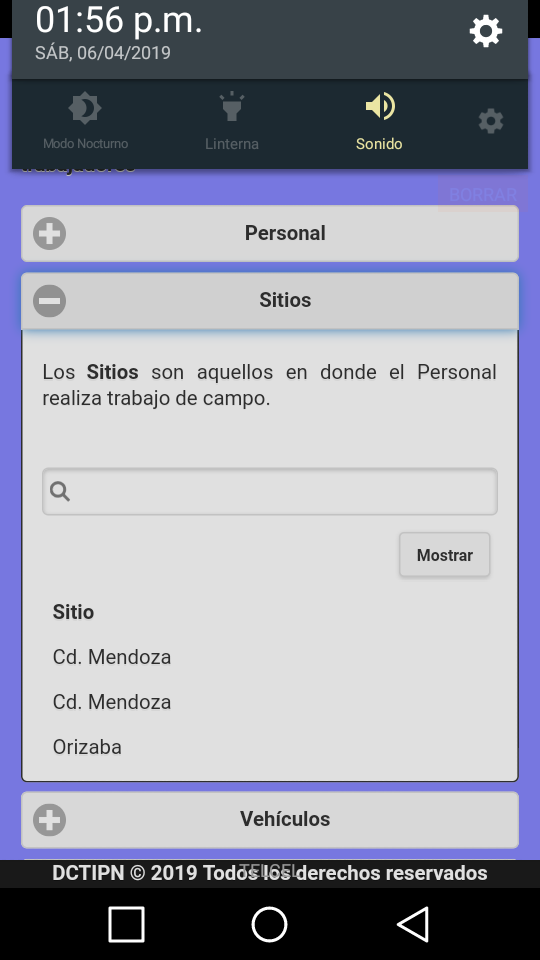 01:56 p.m.
SÁB, 06/04/2019
Modo Nocturno
Linterna
Sonido
BORRAR
Personal
Sitios
Los Sitios son aquellos en donde el Personal
realiza trabajo de campo.
Mostrar
Sitio
Cd. Mendoza
Cd. Mendoza
Orizaba
Vehículos
DCTIPN © 2019 Todos los derechos reservados
TELCEL